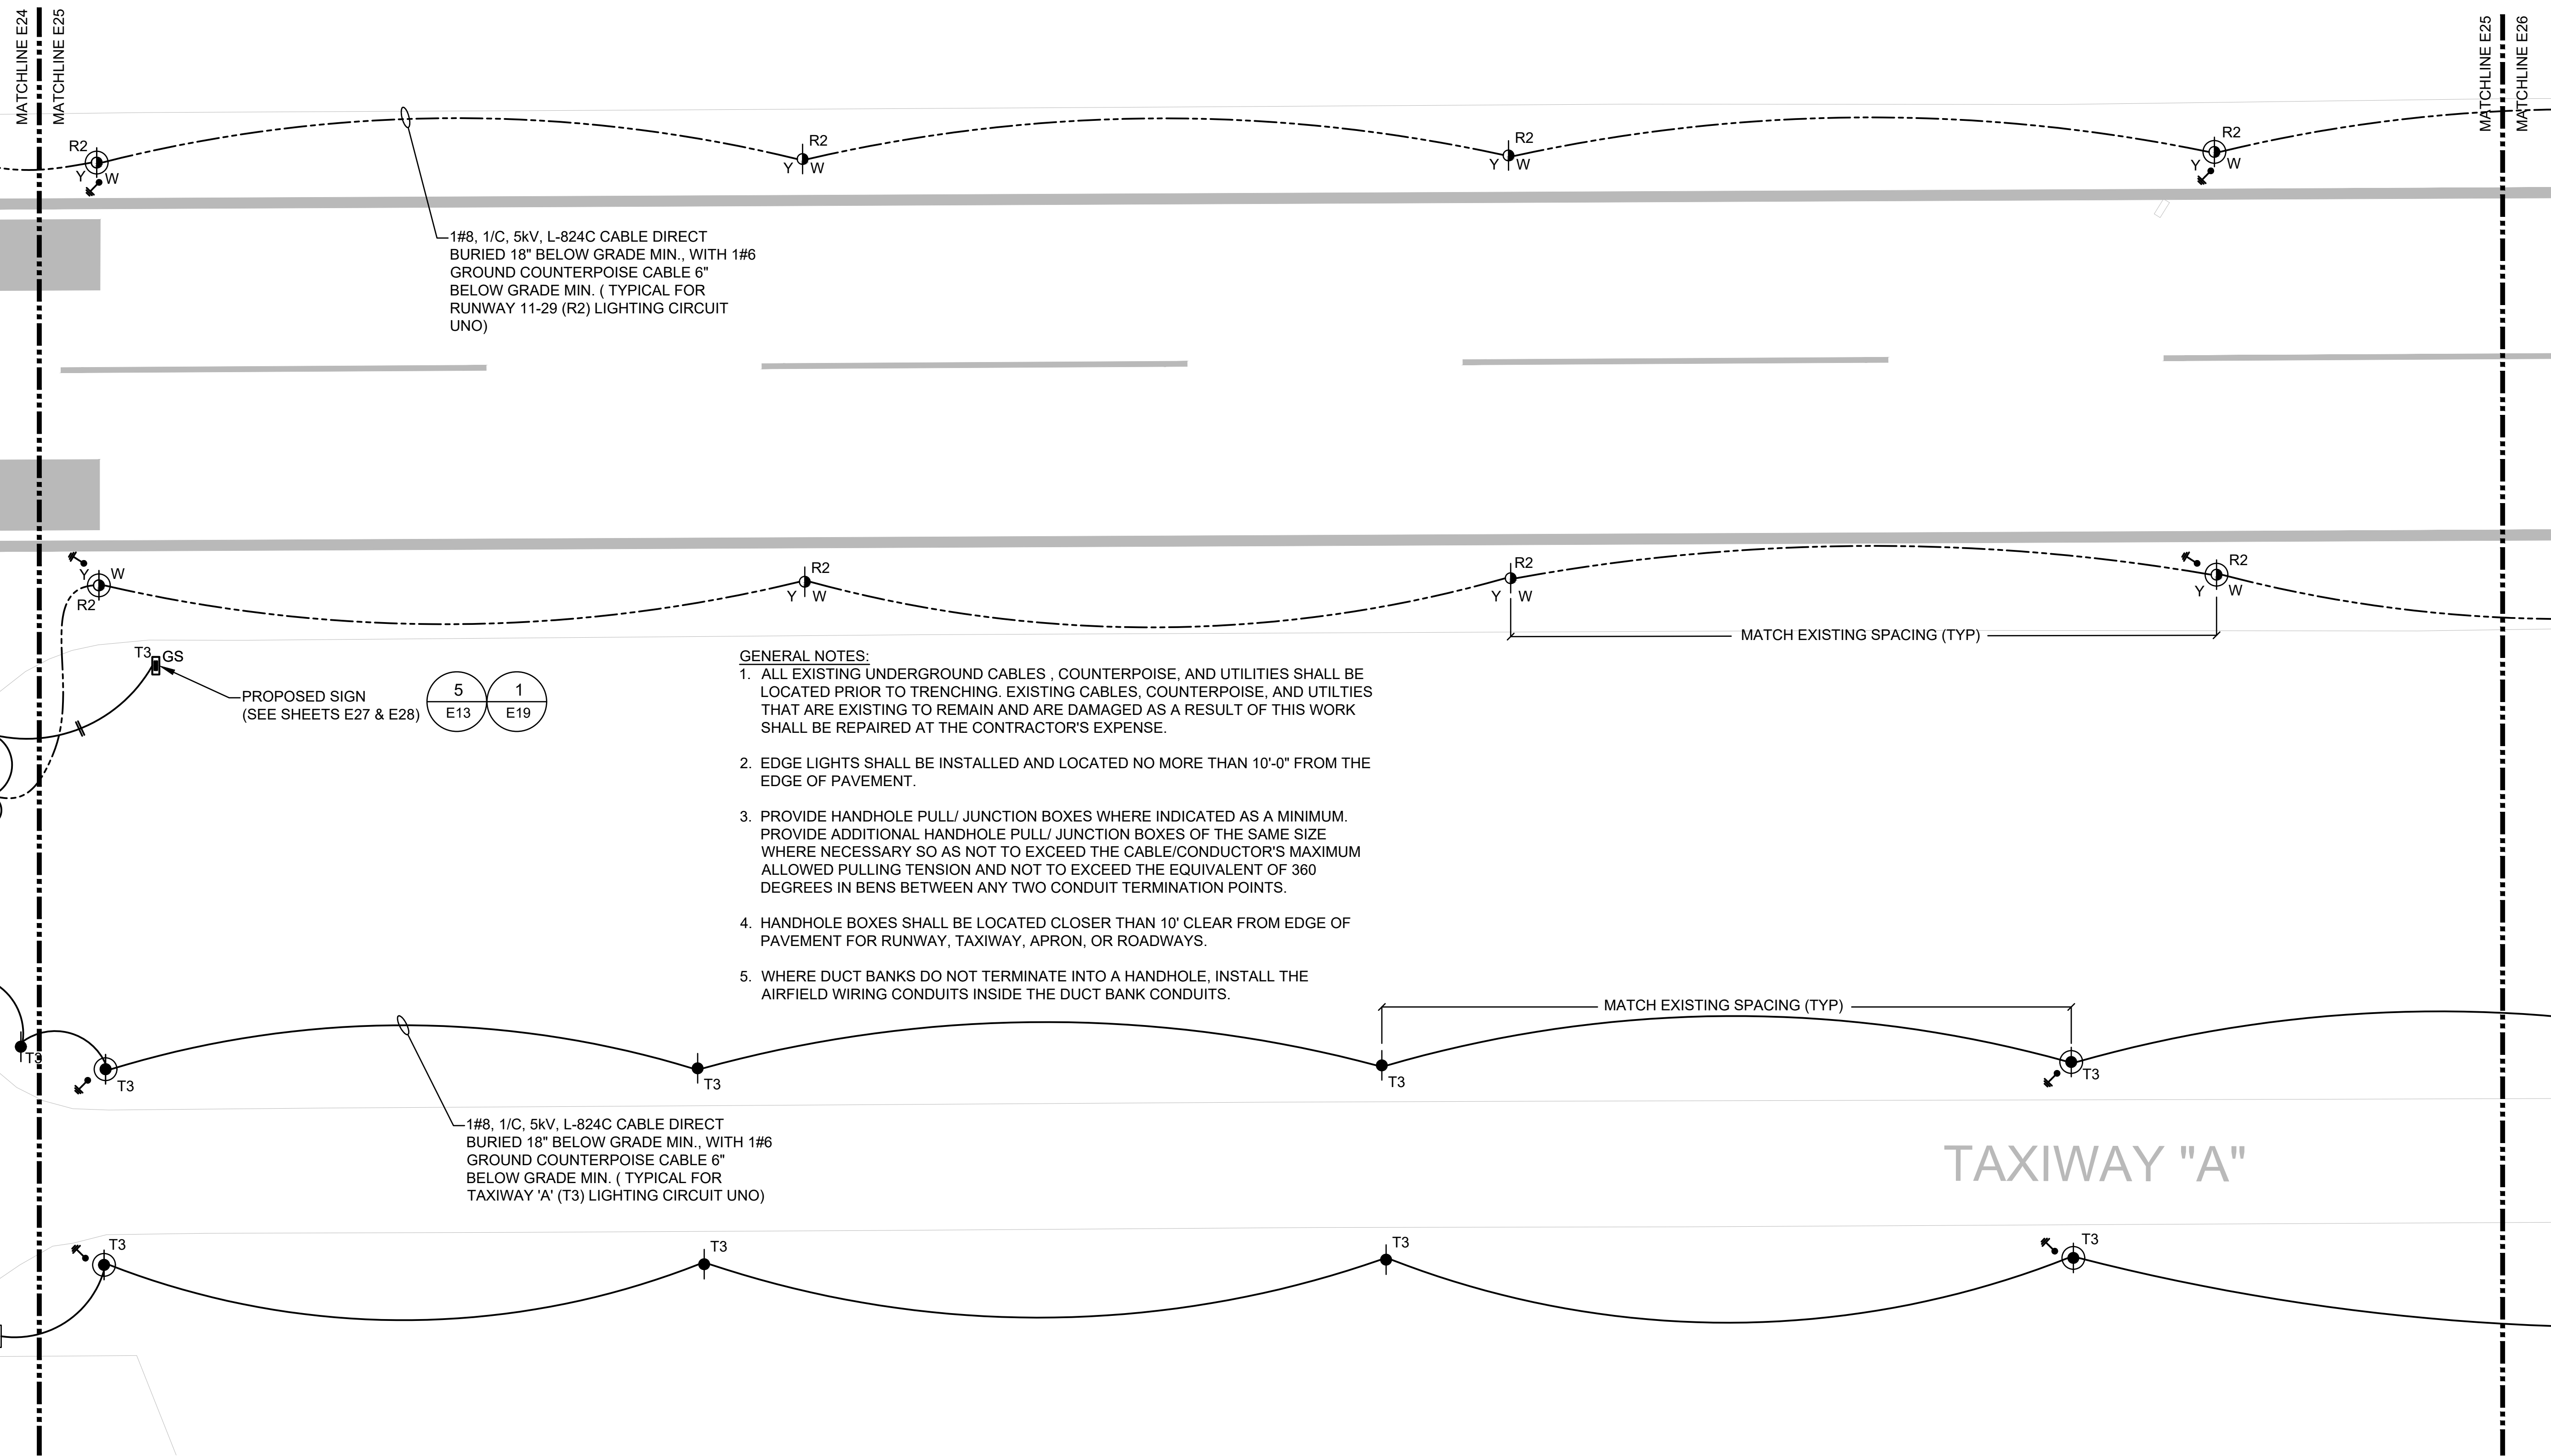 MATCHLINE E24
MATCHLINE E25
MATCHLINE E25
MATCHLINE E26
R2
Y W
R2
Y W
R2
Y W
R2
Y W
1#8, 1/C, 5kV, L-824C CABLE DIRECT
BURIED 18" BELOW GRADE MIN., WITH 1#6
GROUND COUNTERPOISE CABLE 6"
BELOW GRADE MIN. ( TYPICAL FOR
RUNWAY 11-29 (R2) LIGHTING CIRCUIT
UNO)
Y W
R2
R2
Y W
R2
Y W
R2
Y W
MATCH EXISTING SPACING (TYP)
T3 GS
PROPOSED SIGN
(SEE SHEETS E27 & E28)
5
E13
1
E19
GENERAL NOTES:
1. ALL EXISTING UNDERGROUND CABLES , COUNTERPOISE, AND UTILITIES SHALL BE
LOCATED PRIOR TO TRENCHING. EXISTING CABLES, COUNTERPOISE, AND UTILTIES
THAT ARE EXISTING TO REMAIN AND ARE DAMAGED AS A RESULT OF THIS WORK
SHALL BE REPAIRED AT THE CONTRACTOR'S EXPENSE.
2. EDGE LIGHTS SHALL BE INSTALLED AND LOCATED NO MORE THAN 10'-0" FROM THE
EDGE OF PAVEMENT.
3. PROVIDE HANDHOLE PULL/ JUNCTION BOXES WHERE INDICATED AS A MINIMUM.
PROVIDE ADDITIONAL HANDHOLE PULL/ JUNCTION BOXES OF THE SAME SIZE
WHERE NECESSARY SO AS NOT TO EXCEED THE CABLE/CONDUCTOR'S MAXIMUM
ALLOWED PULLING TENSION AND NOT TO EXCEED THE EQUIVALENT OF 360
DEGREES IN BENS BETWEEN ANY TWO CONDUIT TERMINATION POINTS.
4. HANDHOLE BOXES SHALL BE LOCATED CLOSER THAN 10' CLEAR FROM EDGE OF
PAVEMENT FOR RUNWAY, TAXIWAY, APRON, OR ROADWAYS.
5. WHERE DUCT BANKS DO NOT TERMINATE INTO A HANDHOLE, INSTALL THE
AIRFIELD WIRING CONDUITS INSIDE THE DUCT BANK CONDUITS.
MATCH EXISTING SPACING (TYP)
T3
T3
T3
T3
T3
1#8, 1/C, 5kV, L-824C CABLE DIRECT
BURIED 18" BELOW GRADE MIN., WITH 1#6
GROUND COUNTERPOISE CABLE 6"
BELOW GRADE MIN. ( TYPICAL FOR
TAXIWAY 'A' (T3) LIGHTING CIRCUIT UNO)
TAXIWAY "A"
T3
T3
T3
T3